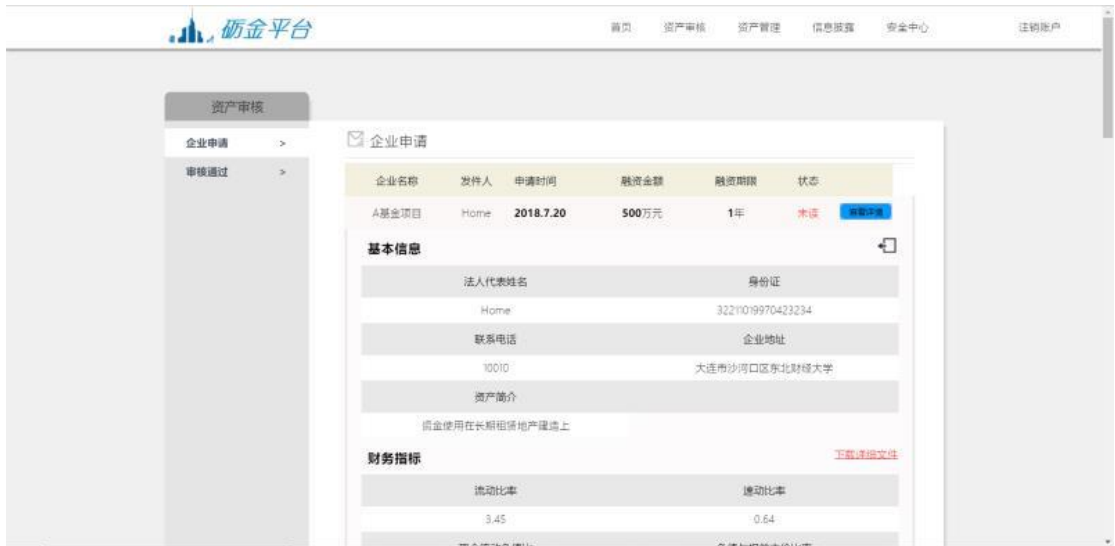 砺金平台
首页 资产审核 资产管理 信息披露 安全中心 注销账户
资产审核
企业申请 >
审核通过 >
企业申请
企业名称 发件人 申请时间 融资金额 融资期限 状态
A基金项目 Home 2018.7.20 500万元 1年 未读 查看详情
基本信息
法人代表姓名 身份证
Home 32211019970423234
联系电话 企业地址
10010 大连市沙河口区东北财经大学
资产简介
资金使用在长期租赁地产建造上
财务指标 下载详细文件
流动比率 速动比率
3.45 0.64